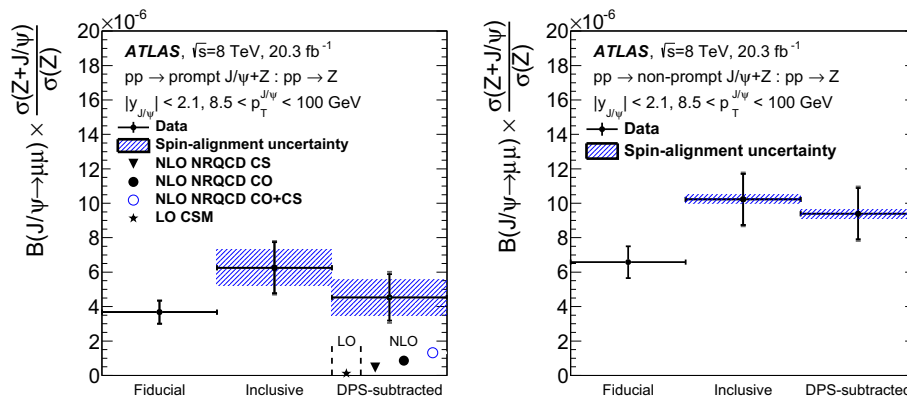 ×10⁻⁶
B(J/ψ→μμ) × σ(Z+J/ψ)/σ(Z)
20
18
16
14
12
10
8
6
4
2
0
ATLAS, √s=8 TeV, 20.3 fb⁻¹
pp → prompt J/ψ+Z : pp → Z
|y_J/ψ| < 2.1, 8.5 < p_T^J/ψ < 100 GeV
Data
Spin-alignment uncertainty
NLO NRQCD CS
NLO NRQCD CO
NLO NRQCD CO+CS
LO CSM
LO NLO
Fiducial Inclusive DPS-subtracted
×10⁻⁶
B(J/ψ→μμ) × σ(Z+J/ψ)/σ(Z)
20
18
16
14
12
10
8
6
4
2
0
ATLAS, √s=8 TeV, 20.3 fb⁻¹
pp → non-prompt J/ψ+Z : pp → Z
|y_J/ψ| < 2.1, 8.5 < p_T^J/ψ < 100 GeV
Data
Spin-alignment uncertainty
Fiducial Inclusive DPS-subtracted